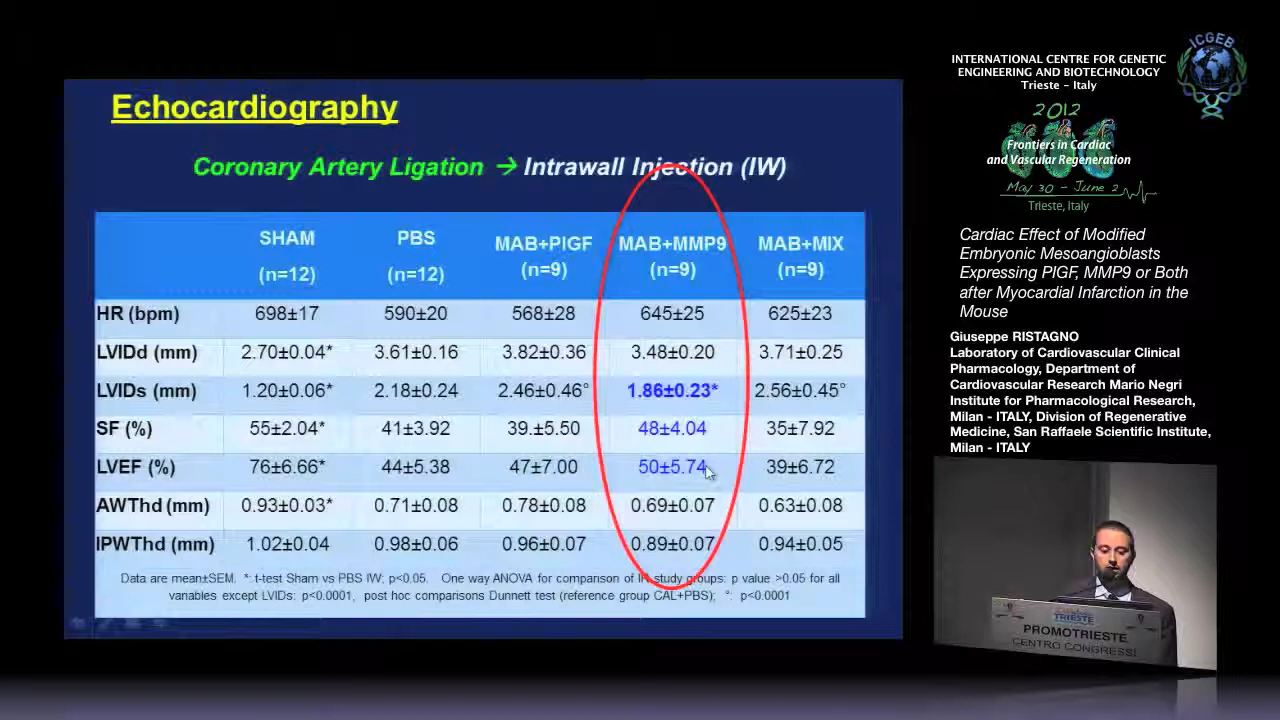 Echocardiography
Coronary Artery Ligation → Intrawall Injection (IW)
SHAM (n=12) PBS (n=12) MAB+PIGF (n=9) MAB+MMP9 (n=9) MAB+MIX (n=9)
HR (bpm) 698±17 590±20 568±28 645±25 625±23
LVIDd (mm) 2.70±0.04* 3.61±0.16 3.82±0.36 3.48±0.20 3.71±0.25
LVIDs (mm) 1.20±0.06* 2.18±0.24 2.46±0.46° 1.86±0.23* 2.56±0.45°
SF (%) 55±2.04* 41±3.92 39.±5.50 48±4.04 35±7.92
LVEF (%) 76±6.66* 44±5.38 47±7.00 50±5.74 39±6.72
AWThd (mm) 0.93±0.03* 0.71±0.08 0.78±0.08 0.69±0.07 0.63±0.08
IPWThd (mm) 1.02±0.04 0.98±0.06 0.96±0.07 0.89±0.07 0.94±0.05
Data are mean±SEM. *: t-test Sham vs PBS IW; p<0.05. One way ANOVA for comparison of IR study groups: p value >0.05 for all
variables except LVIDs: p<0.0001, post hoc comparisons Dunnett test (reference group CAL+PBS); °: p<0.0001
INTERNATIONAL CENTRE FOR GENETIC
ENGINEERING AND BIOTECHNOLOGY
Trieste - Italy
ICGEB
2012
Frontiers in Cardiac
and Vascular Regeneration
May 30 - June 2
Trieste, Italy
Cardiac Effect of Modified
Embryonic Mesoangioblasts
Expressing PIGF, MMP9 or Both
after Myocardial Infarction in the
Mouse
Giuseppe RISTAGNO
Laboratory of Cardiovascular Clinical
Pharmacology, Department of
Cardiovascular Research Mario Negri
Institute for Pharmacological Research,
Milan - ITALY, Division of Regenerative
Medicine, San Raffaele Scientific Institute,
Milan - ITALY
TRIESTE
PROMOTRIESTE
CENTRO CONGRESSI